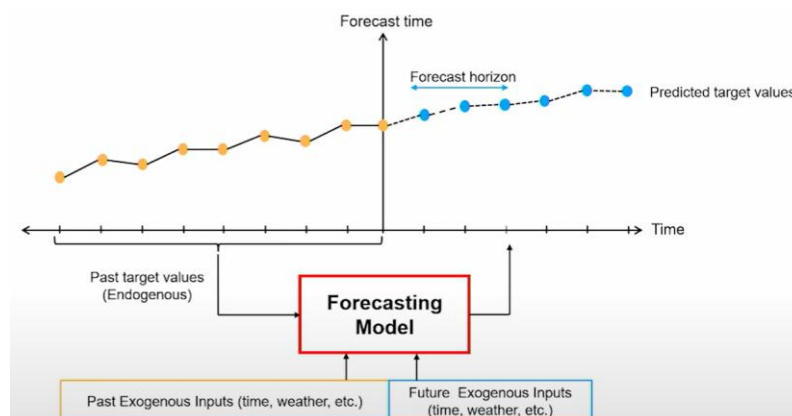 Forecast time
Forecast horizon
Predicted target values
Time
Past target values
(Endogenous)
Forecasting
Model
Past Exogenous Inputs (time, weather, etc.)
Future Exogenous Inputs
(time, weather, etc.)